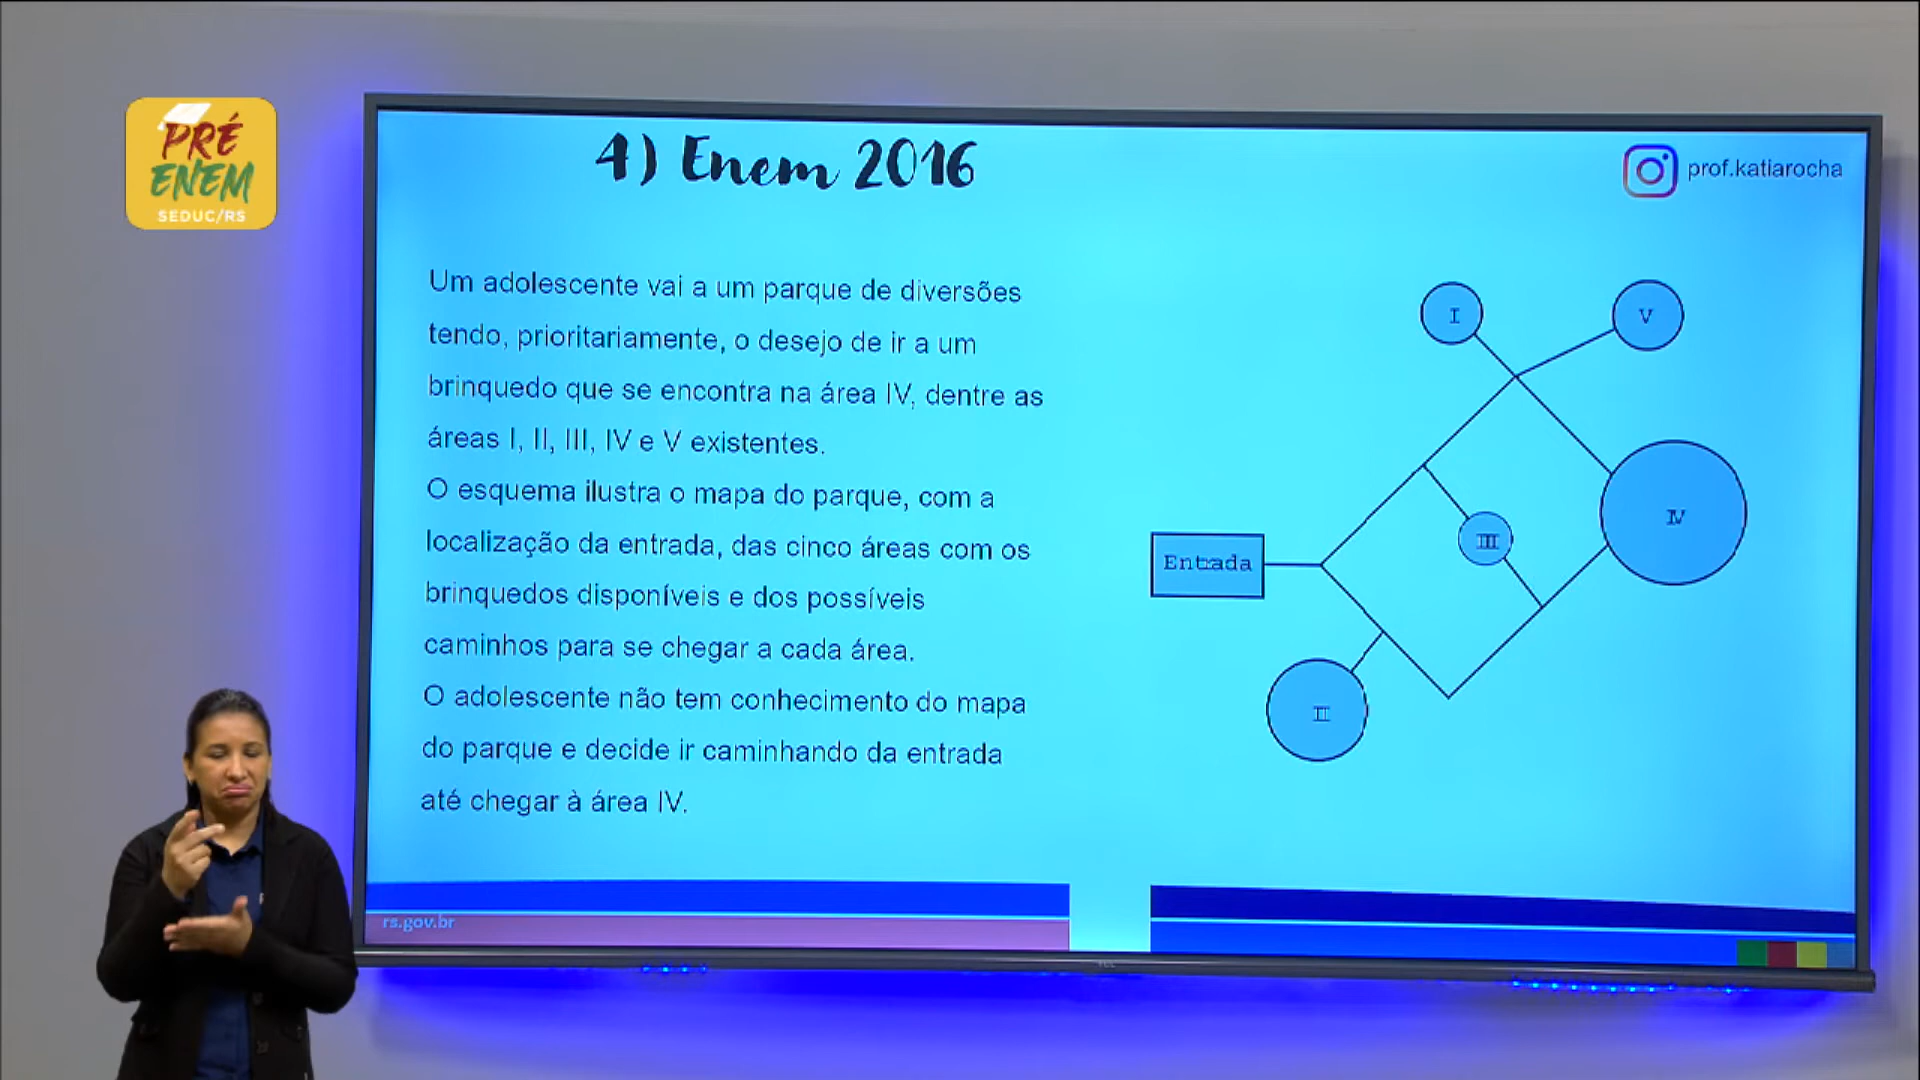 PRÉ
ENEM
SEDUC/RS
4) Enem 2016
prof.katiarocha
Um adolescente vai a um parque de diversões
tendo, prioritariamente, o desejo de ir a um
brinquedo que se encontra na área IV, dentre as
áreas I, II, III, IV e V existentes.
O esquema ilustra o mapa do parque, com a
localização da entrada, das cinco áreas com os
brinquedos disponíveis e dos possíveis
caminhos para se chegar a cada área.
O adolescente não tem conhecimento do mapa
do parque e decide ir caminhando da entrada
até chegar à área IV.
I
V
IV
III
Entrada
II
rs.gov.br
TCL